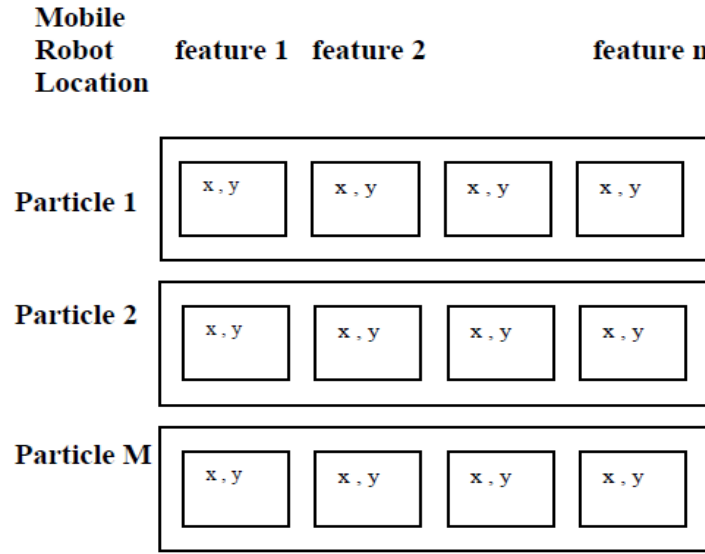 Mobile
Robot
Location
feature 1 feature 2 feature n
Particle 1
x , y x , y x , y x , y
Particle 2
x , y x , y x , y x , y
Particle M
x , y x , y x , y x , y